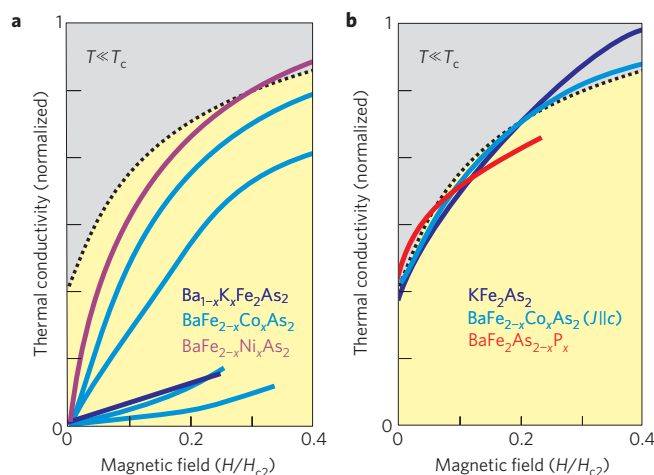 a
1
T ≪ Tc
Thermal conductivity (normalized)
Ba1−xKxFe2As2
BaFe2−xCoxAs2
BaFe2−xNixAs2
0
0 0.2 0.4
Magnetic field (H/Hc2)
b
1
T ≪ Tc
Thermal conductivity (normalized)
KFe2As2
BaFe2−xCoxAs2 (J||c)
BaFe2As2−xPx
0
0 0.2 0.4
Magnetic field (H/Hc2)